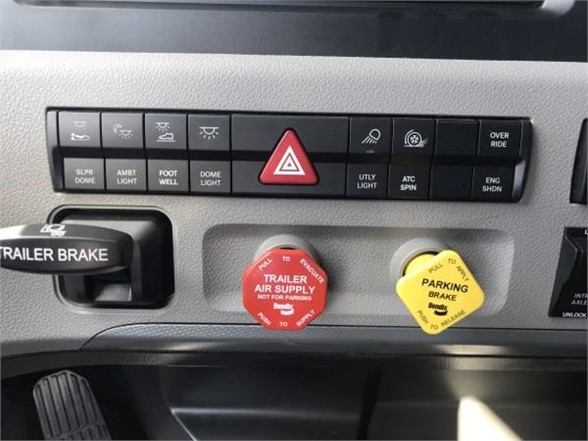 OVER
RIDE
SLPR
DOME
AMBT
LIGHT
FOOT
WELL
DOME
LIGHT
UTLY
LIGHT
ATC
SPIN
ENG
SHDN
TRAILER BRAKE
PULL TO EVACUATE
TRAILER
AIR SUPPLY
NOT FOR PARKING
Bendix
PUSH TO SUPPLY
PULL TO APPLY
PARKING
BRAKE
Bendix
PUSH TO RELEASE
AXLE
UNLOCK